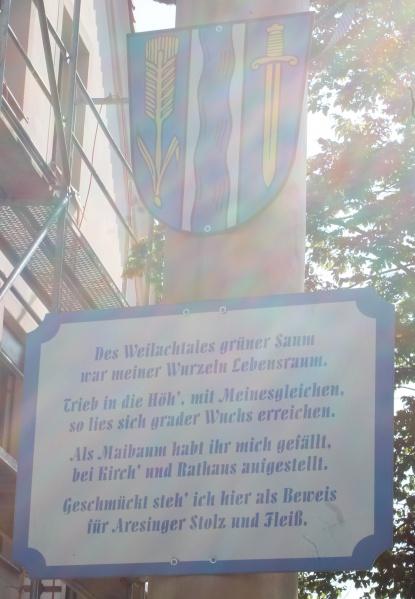 Des Weilachtales grüner Saum
war meiner Wurzeln Lebensraum.
Trieb in die Höh', mit Meinesgleichen,
so lies sich grader Wuchs erreichen.
Als Maibaum habt ihr mich gefällt,
bei Kirch' und Rathaus aufgestellt.
Geschmückt steh' ich hier als Beweis
für Aresinger Stolz und Fleiß.